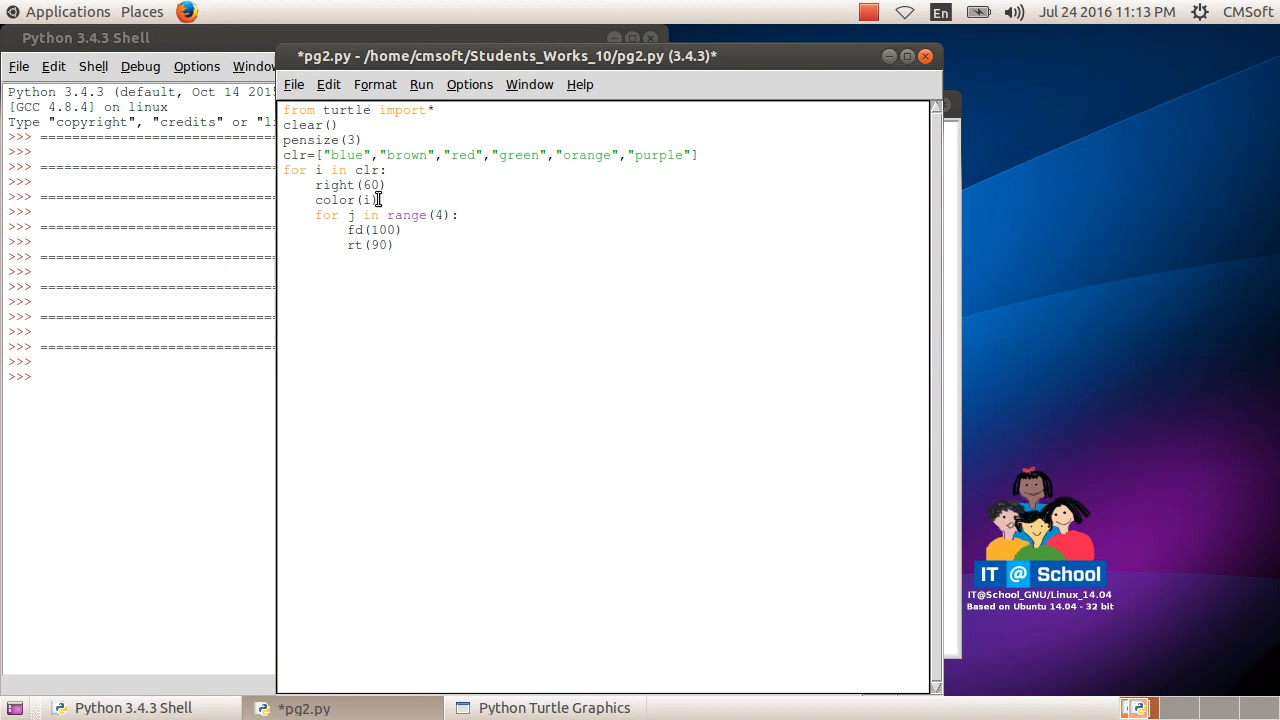 Applications Places En Jul 24 2016 11:13 PM CMSoft
Python 3.4.3 Shell
File Edit Shell Debug Options Window
Python 3.4.3 (default, Oct 14 2015
[GCC 4.8.4] on linux
Type "copyright", "credits" or "l
>>> ==============================
>>>
>>> ==============================
>>>
>>> ==============================
>>>
>>> ==============================
>>>
>>> ==============================
>>>
>>> ==============================
>>>
>>> ==============================
>>>
>>> ==============================
>>>
>>>
*pg2.py - /home/cmsoft/Students_Works_10/pg2.py (3.4.3)*
File Edit Format Run Options Window Help
from turtle import*
clear()
pensize(3)
clr=["blue","brown","red","green","orange","purple"]
for i in clr:
    right(60)
    color(i)
    for j in range(4):
        fd(100)
        rt(90)
IT @ School
IT@School_GNU/Linux_14.04
Based on Ubuntu 14.04 - 32 bit
Python 3.4.3 Shell *pg2.py Python Turtle Graphics